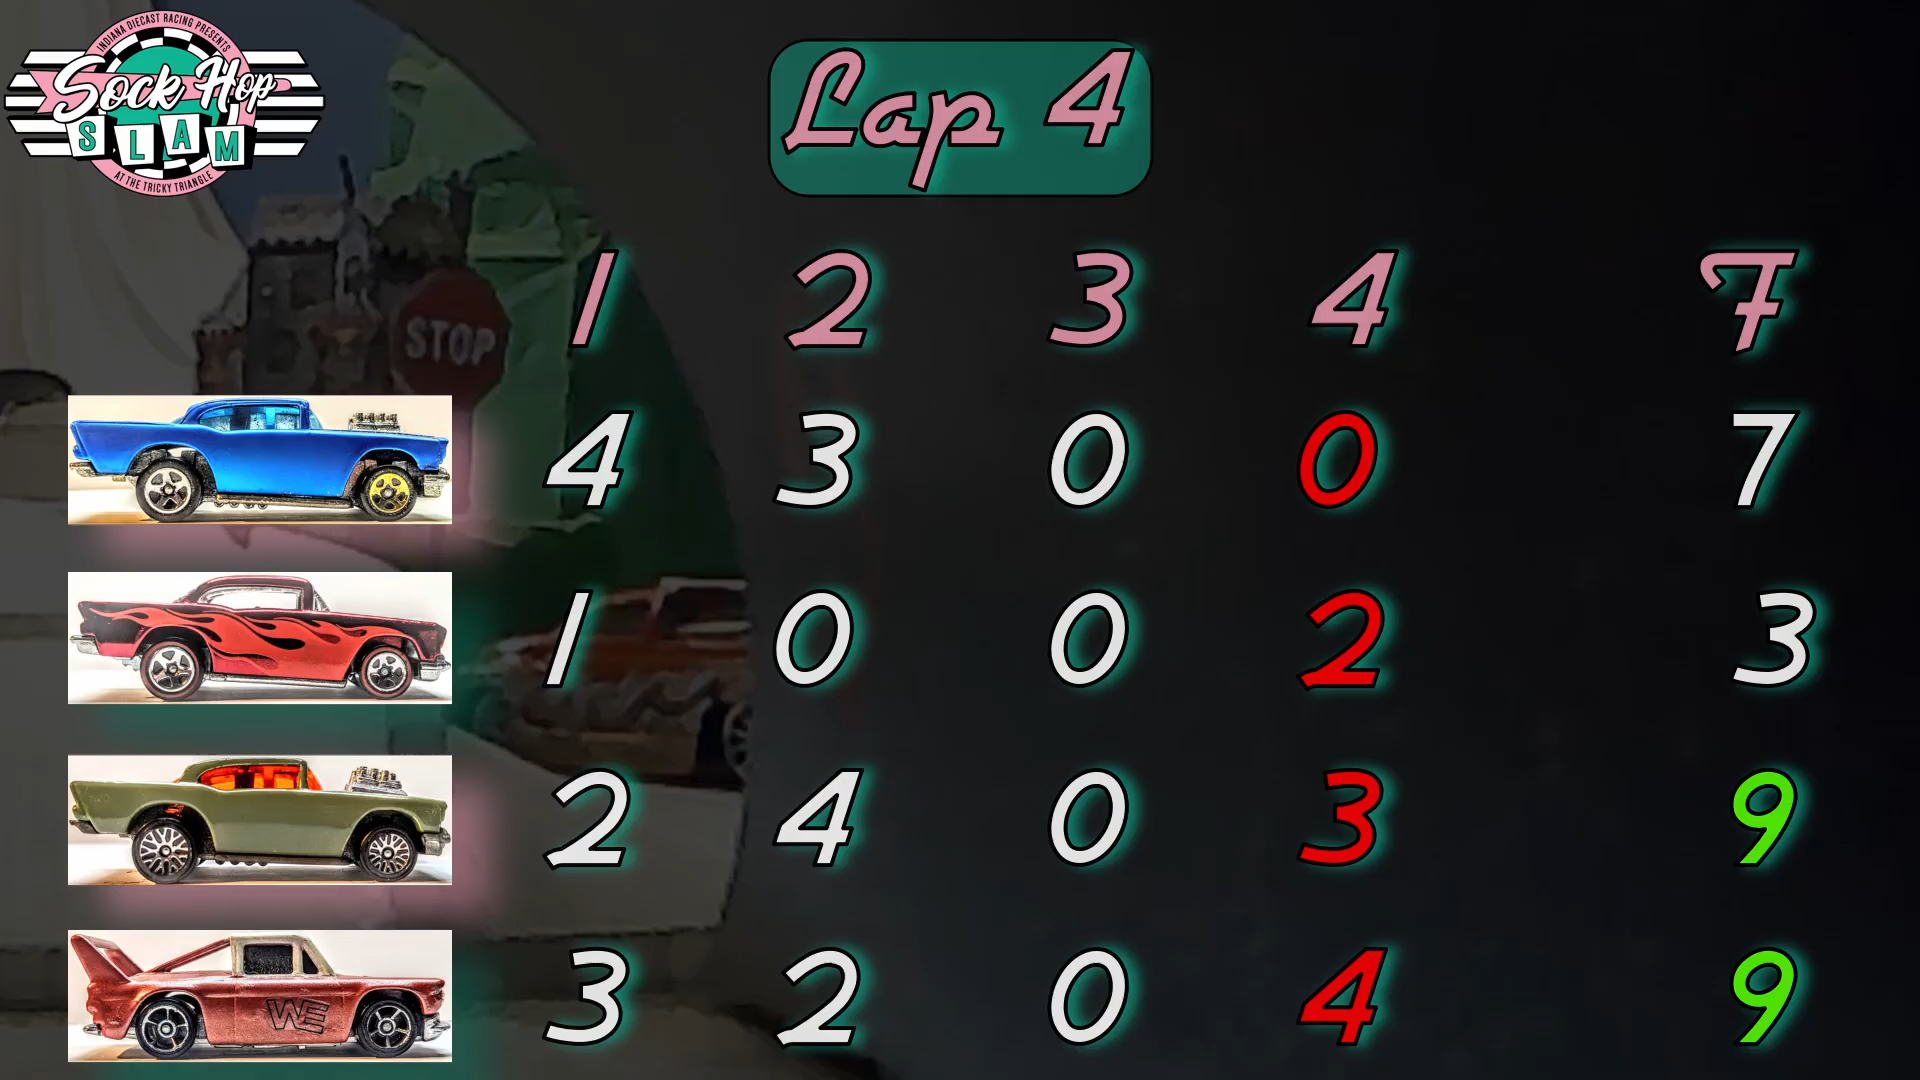 INDIANA DIECAST RACING PRESENTS
Sock Hop
SLAM
AT THE TRICKY TRIANGLE
Lap 4
STOP
1 2 3 4 F
4 3 0 0 7
1 0 0 2 3
2 4 0 3 9
WE
3 2 0 4 9